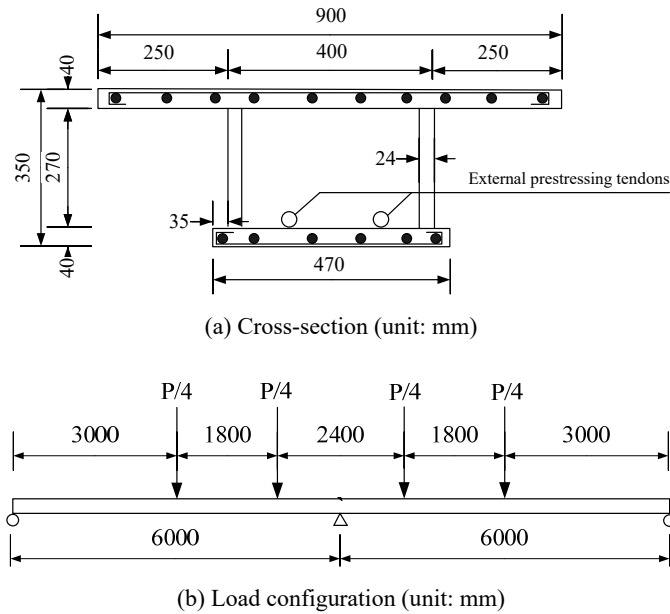 900
250 400 250
40
350
270
24
External prestressing tendons
35
40
470
(a) Cross-section (unit: mm)
P/4 P/4 P/4 P/4
3000 1800 2400 1800 3000
6000 6000
(b) Load configuration (unit: mm)